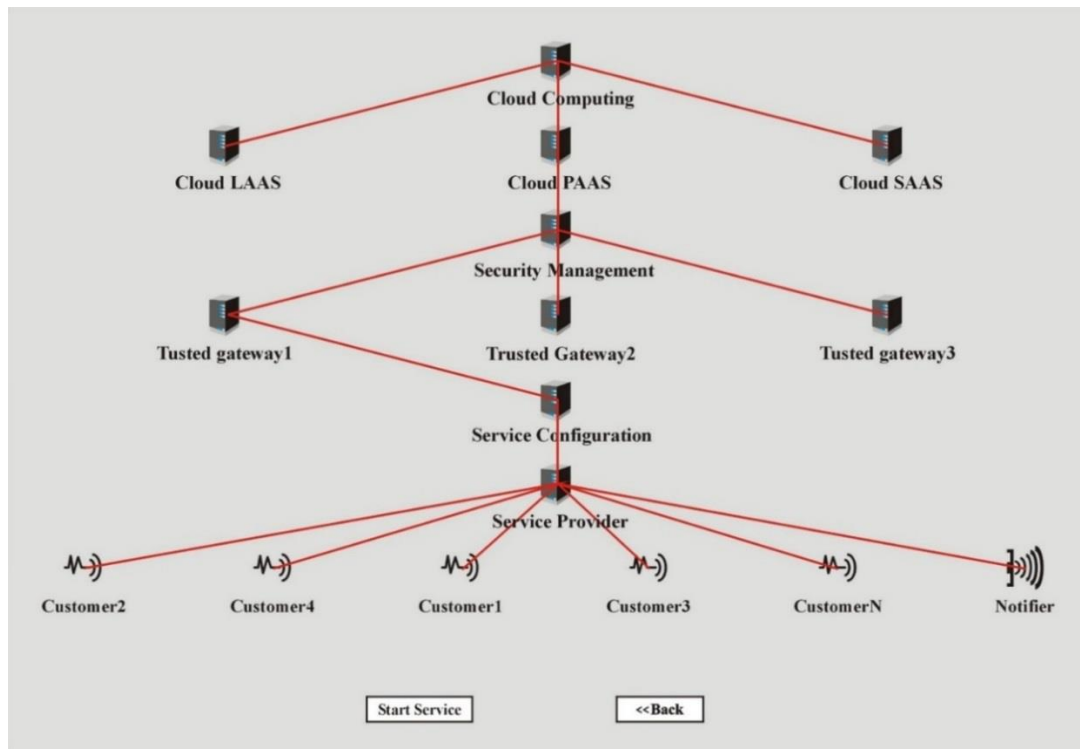 Cloud Computing
Cloud LAAS
Cloud PAAS
Cloud SAAS
Security Management
Tusted gateway1
Trusted Gateway2
Tusted gateway3
Service Configuration
Service Provider
Customer2
Customer4
Customer1
Customer3
CustomerN
Notifier
Start Service
<<Back